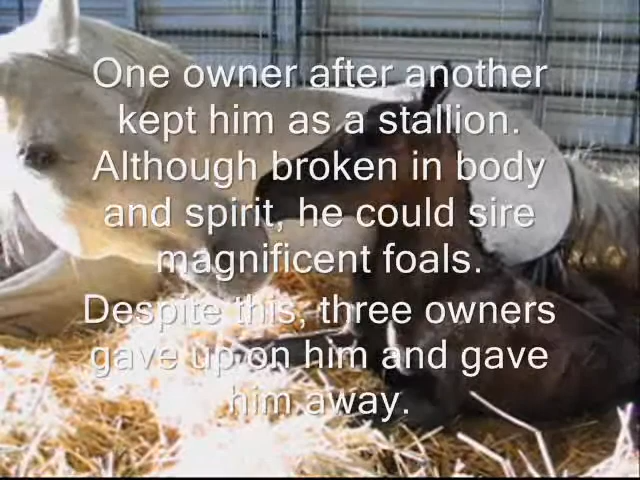 One owner after another
kept him as a stallion.
Although broken in body
and spirit, he could sire
magnificent foals.
Despite this, three owners
gave up on him and gave
him away.